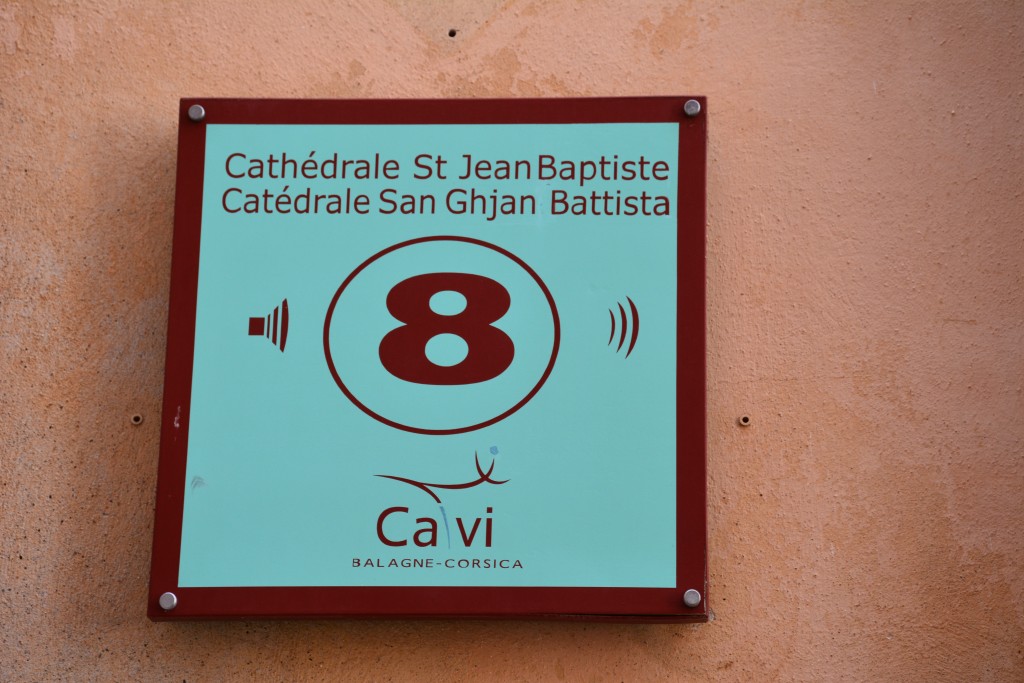 Cathédrale St Jean Baptiste
Catédrale San Ghjan Battista
8
Calvi
BALAGNE-CORSICA